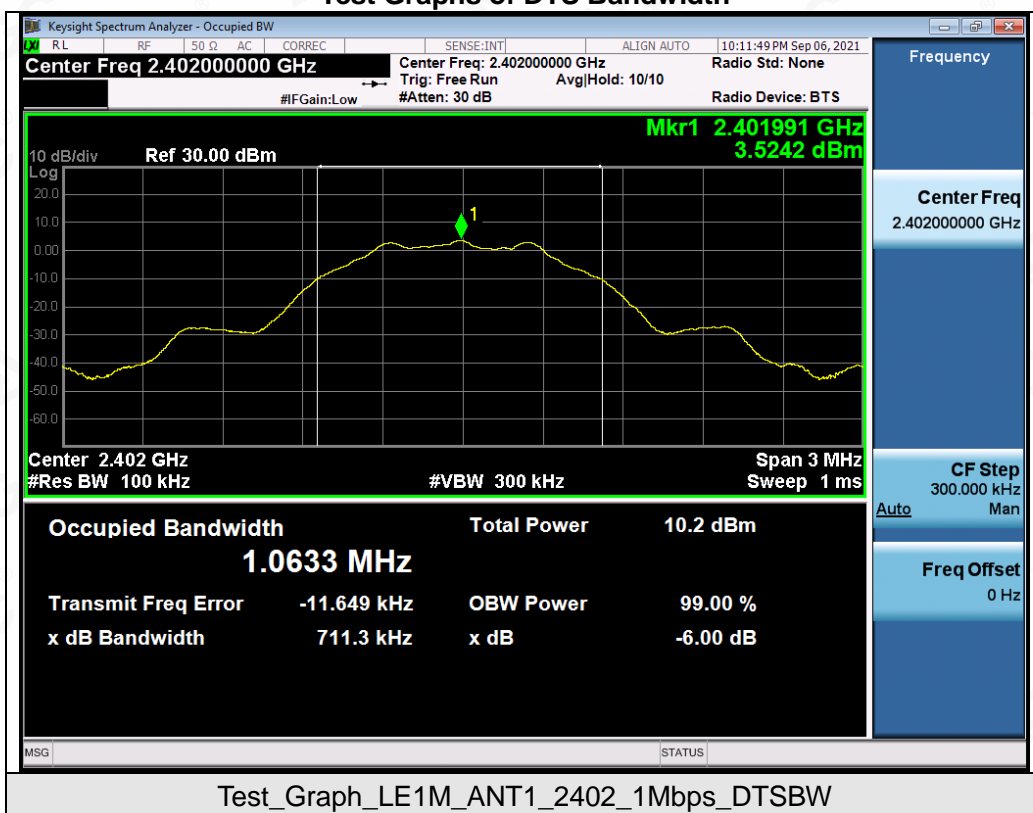 Test Graphs of DTS Bandwidth
Keysight Spectrum Analyzer - Occupied BW
LXI RL RF 50 Ω AC CORREC SENSE:INT ALIGN AUTO 10:11:49 PM Sep 06, 2021
Center Freq 2.402000000 GHz
Center Freq: 2.402000000 GHz
Radio Std: None
Trig: Free Run Avg|Hold: 10/10
#IFGain:Low #Atten: 30 dB Radio Device: BTS
Frequency
Mkr1 2.401991 GHz
3.5242 dBm
10 dB/div Ref 30.00 dBm
Log
20.0
10.0
0.00
-10.0
-20.0
-30.0
-40.0
-50.0
-60.0
1
Center 2.402 GHz Span 3 MHz
#Res BW 100 kHz #VBW 300 kHz Sweep 1 ms
Center Freq
2.402000000 GHz
CF Step
300.000 kHz
Auto Man
Freq Offset
0 Hz
Occupied Bandwidth Total Power 10.2 dBm
1.0633 MHz
Transmit Freq Error -11.649 kHz OBW Power 99.00 %
x dB Bandwidth 711.3 kHz x dB -6.00 dB
MSG STATUS
Test_Graph_LE1M_ANT1_2402_1Mbps_DTSBW